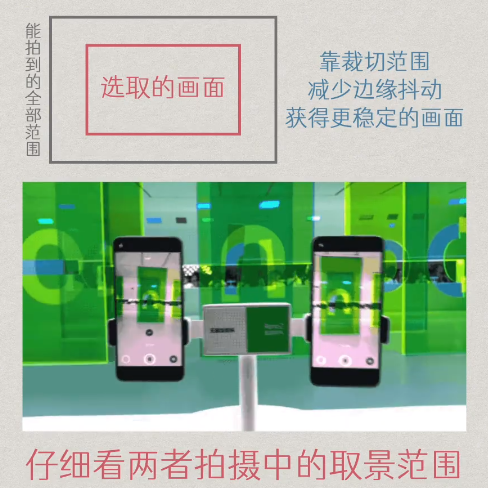 能拍到的全部范围
选取的画面
靠裁切范围
减少边缘抖动
获得更稳定的画面
仔细看两者拍摄中的取景范围